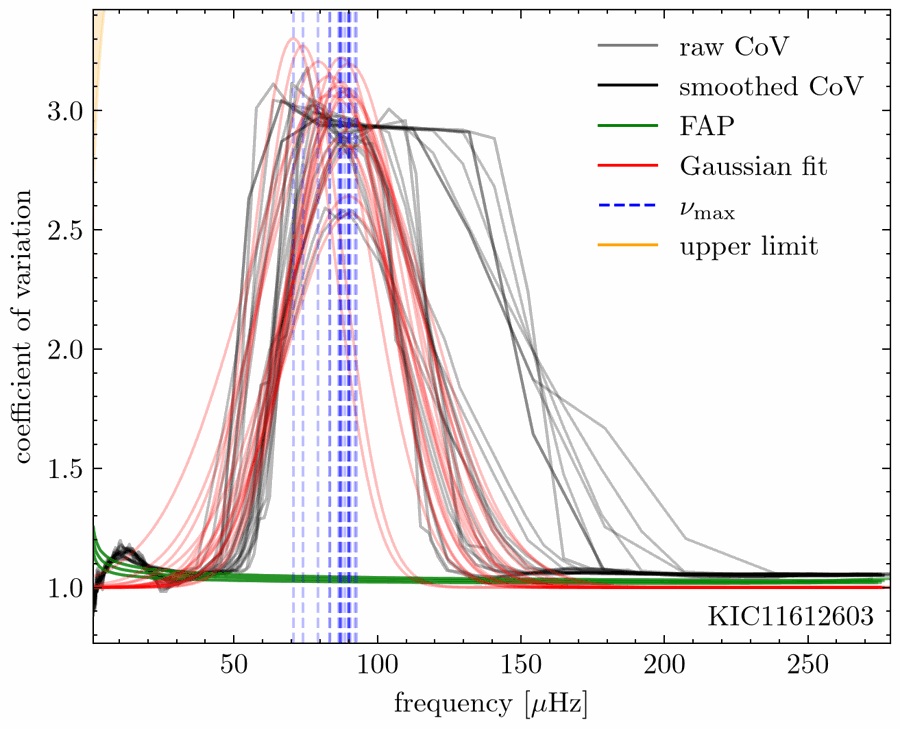 raw CoV
smoothed CoV
FAP
Gaussian fit
ν_max
upper limit
coefficient of variation
3.0
2.5
2.0
1.5
1.0
KIC11612603
50 100 150 200 250
frequency [μHz]